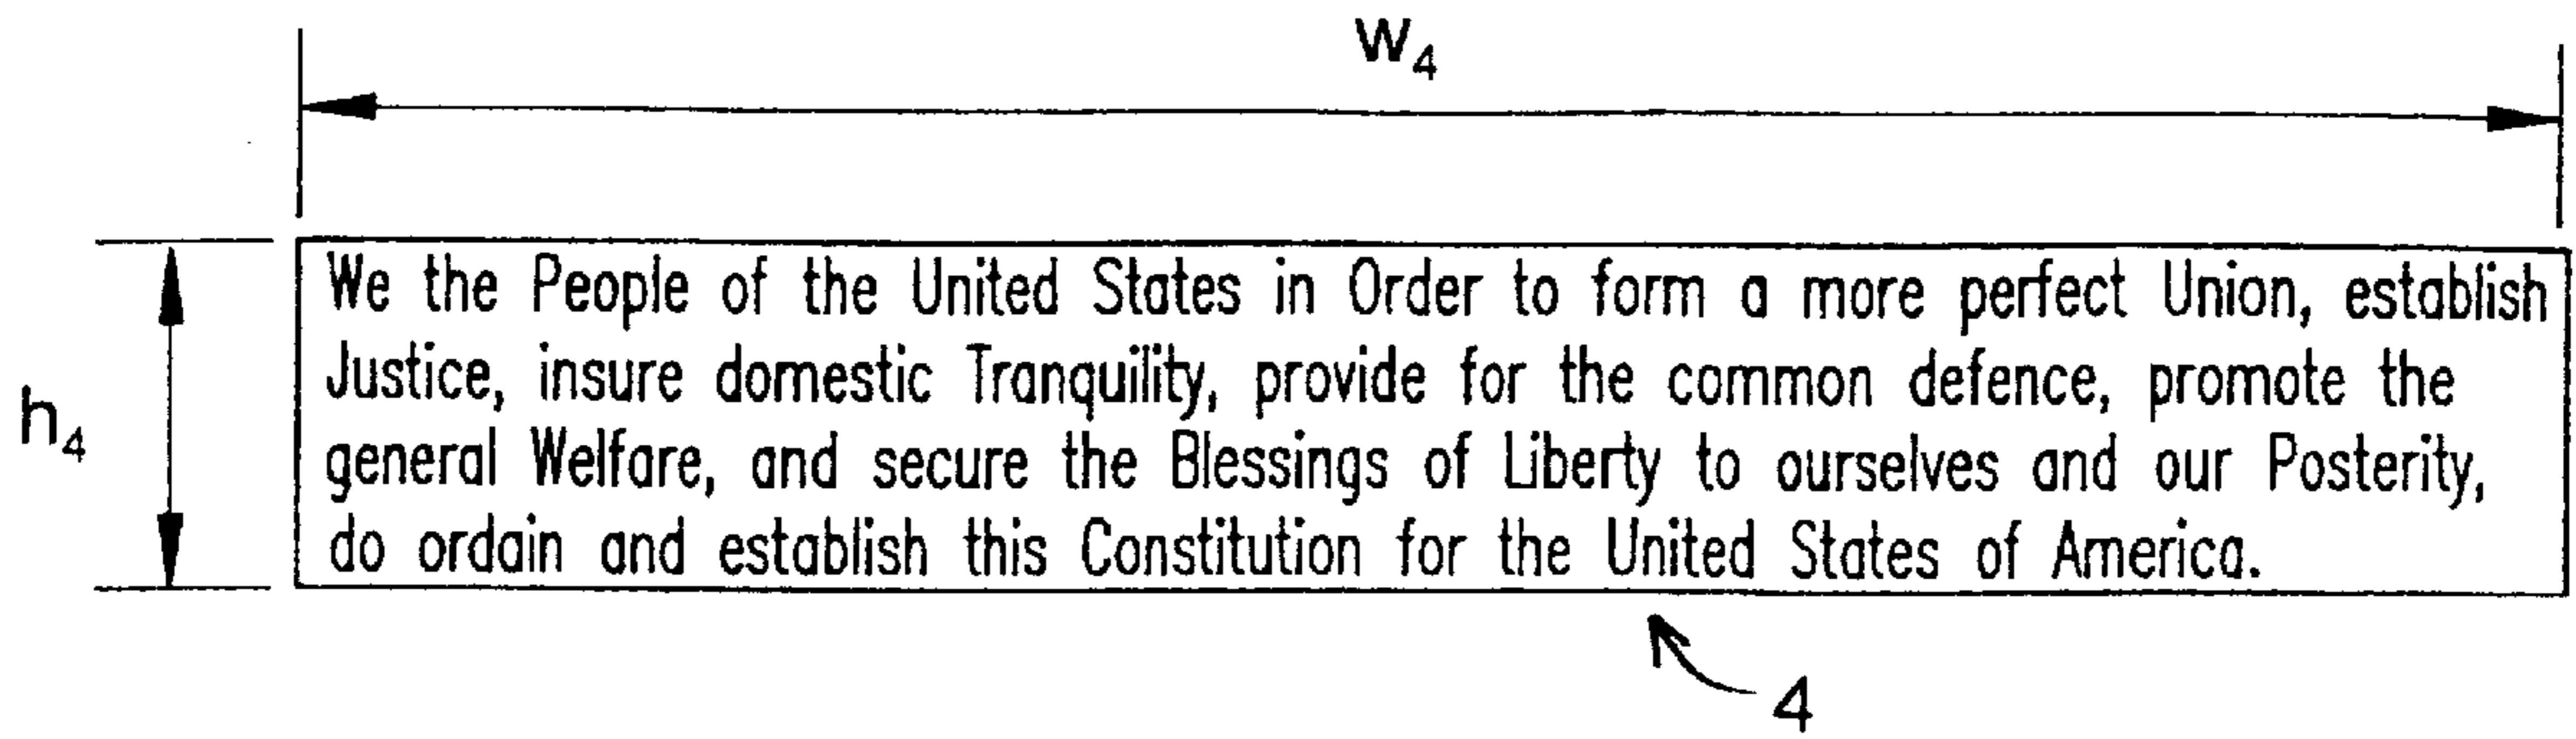 w₄
h₄
We the People of the United States in Order to form a more perfect Union, establish
Justice, insure domestic Tranquility, provide for the common defence, promote the
general Welfare, and secure the Blessings of Liberty to ourselves and our Posterity,
do ordain and establish this Constitution for the United States of America.
4